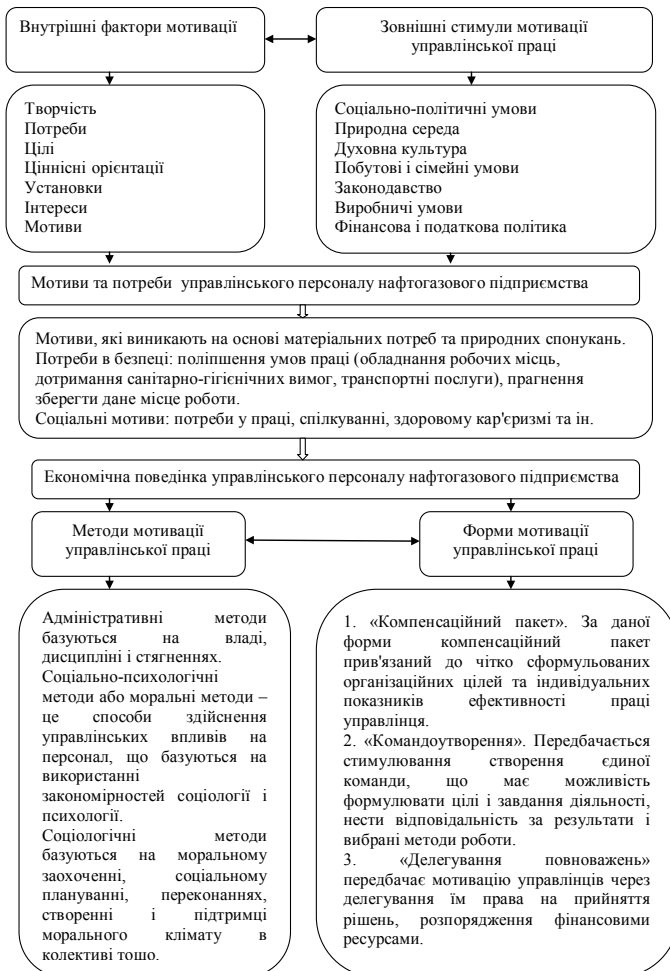 Внутрішні фактори мотивації
Зовнішні стимули мотивації
управлінської праці
Творчість
Потреби
Цілі
Ціннісні орієнтації
Установки
Інтереси
Мотиви
Соціально-політичні умови
Природна середа
Духовна культура
Побутові і сімейні умови
Законодавство
Виробничі умови
Фінансова і податкова політика
Мотиви та потреби управлінського персоналу нафтогазового підприємства
Мотиви, які виникають на основі матеріальних потреб та природних спонукань.
Потреби в безпеці: поліпшення умов праці (обладнання робочих місць,
дотримання санітарно-гігієнічних вимог, транспортні послуги), прагнення
зберегти дане місце роботи.
Соціальні мотиви: потреби у праці, спілкуванні, здоровому кар'єризмі та ін.
Економічна поведінка управлінського персоналу нафтогазового підприємства
Методи мотивації
управлінської праці
Форми мотивації
управлінської праці
Адміністративні методи
базуються на владі,
дисципліні і стягненнях.
Соціально-психологічні
методи або моральні методи –
це способи здійснення
управлінських впливів на
персонал, що базуються на
використанні
закономірностей соціології і
психології.
Соціологічні методи
базуються на моральному
заохоченні, соціальному
плануванні, переконаннях,
створенні і підтримці
морального клімату в
колективі тошо.
1. «Компенсаційний пакет». За даної
форми компенсаційний пакет
прив'язаний до чітко сформульованих
організаційних цілей та індивідуальних
показників ефективності праці
управлінця.
2. «Командоутворення». Передбачається
стимулювання створення єдиної
команди, що має можливість
формулювати цілі і завдання діяльності,
нести відповідальність за результати і
вибрані методи роботи.
3. «Делегування повноважень»
передбачає мотивацію управлінців через
делегування їм права на прийняття
рішень, розпорядження фінансовими
ресурсами.